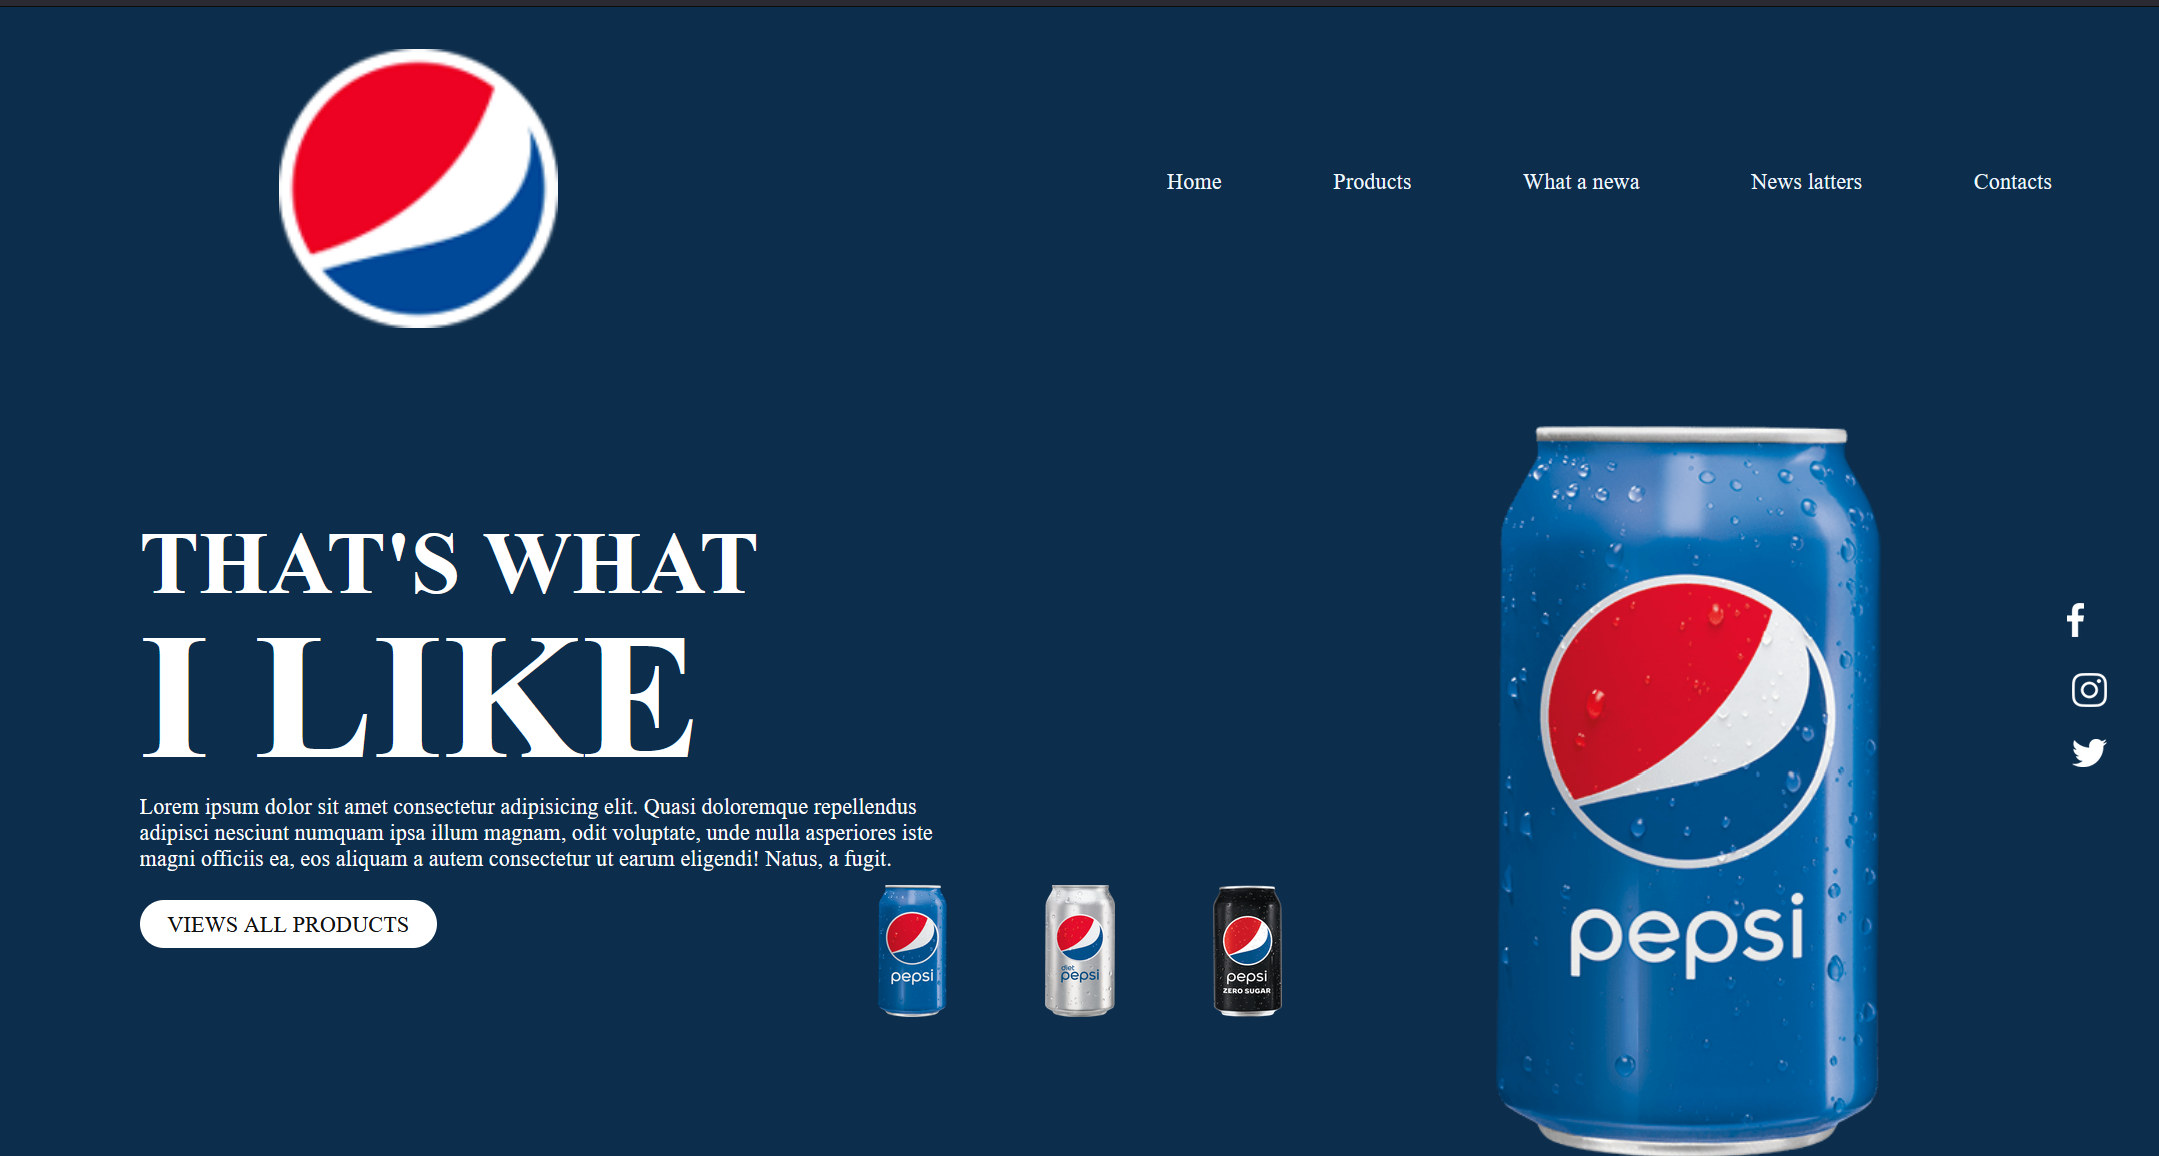 Home
Products
What a newa
News latters
Contacts
THAT'S WHAT
I LIKE
Lorem ipsum dolor sit amet consectetur adipisicing elit. Quasi doloremque repellendus
adipisci nesciunt numquam ipsa illum magnam, odit voluptate, unde nulla asperiores iste
magni officiis ea, eos aliquam a autem consectetur ut earum eligendi! Natus, a fugit.
VIEWS ALL PRODUCTS
pepsi
diet
pepsi
pepsi
ZERO SUGAR
pepsi